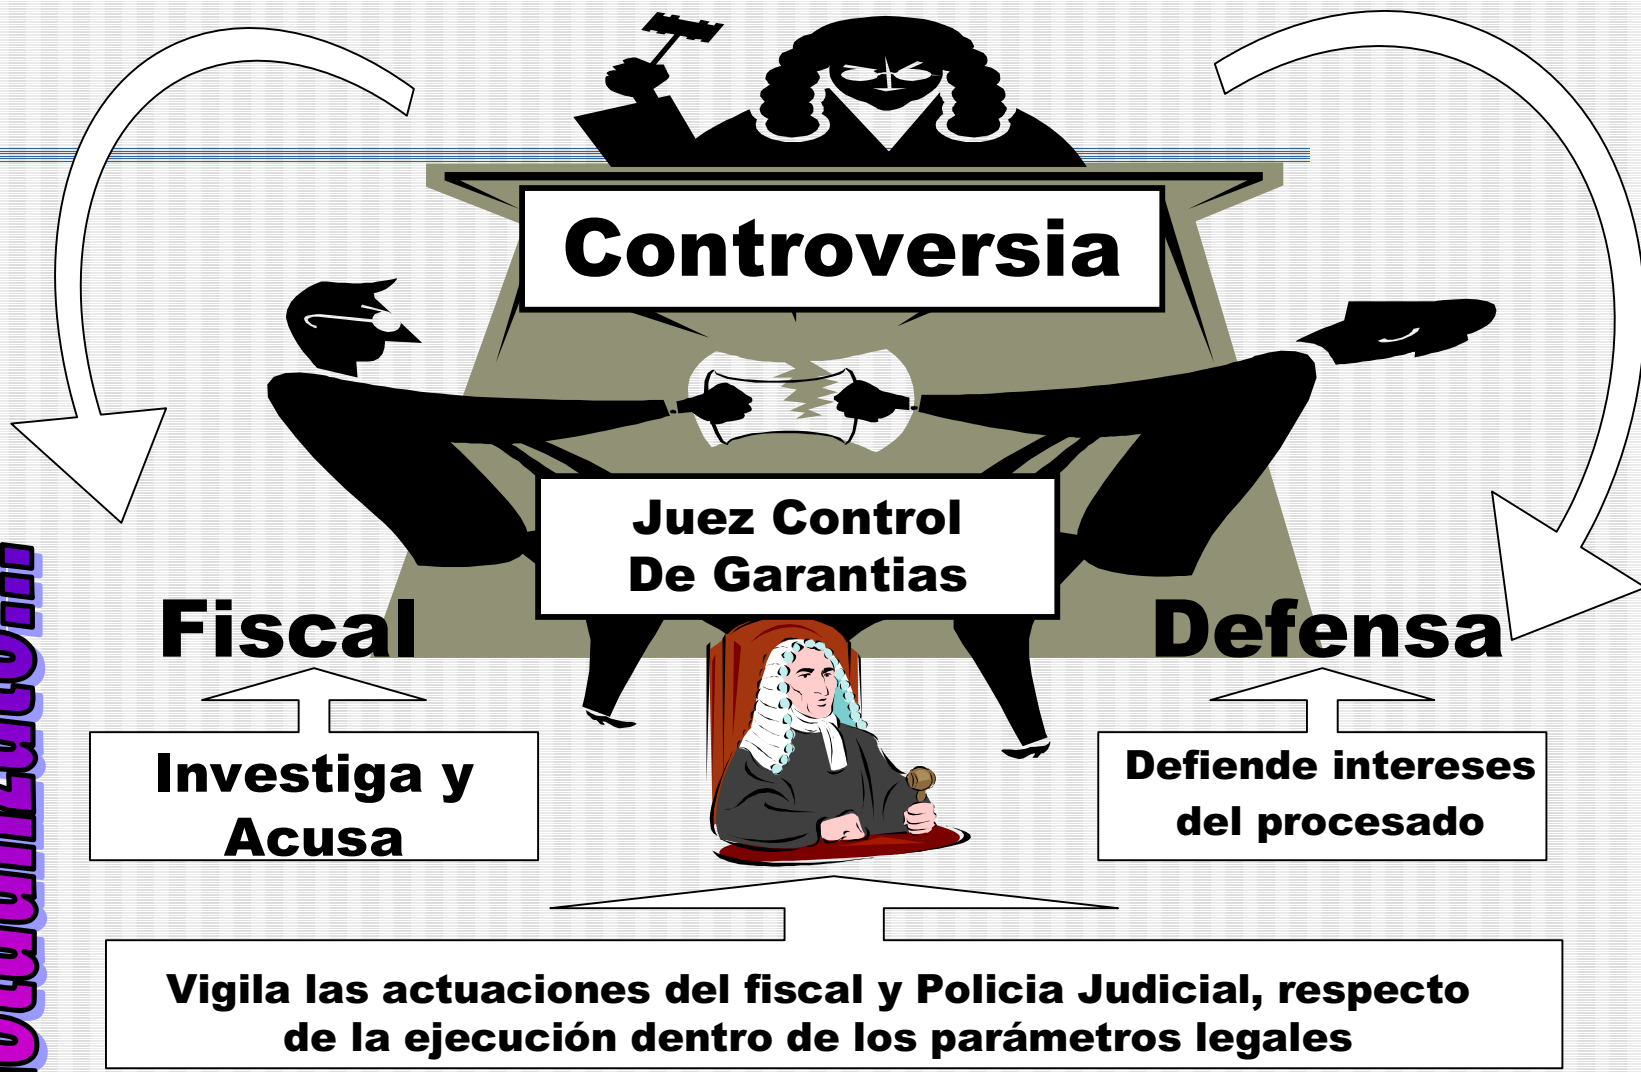 Controversia
Juez Control
De Garantias
Fiscal
Defensa
Investiga y
Acusa
Defiende intereses
del procesado
Vigila las actuaciones del fiscal y Policia Judicial, respecto
de la ejecución dentro de los parámetros legales